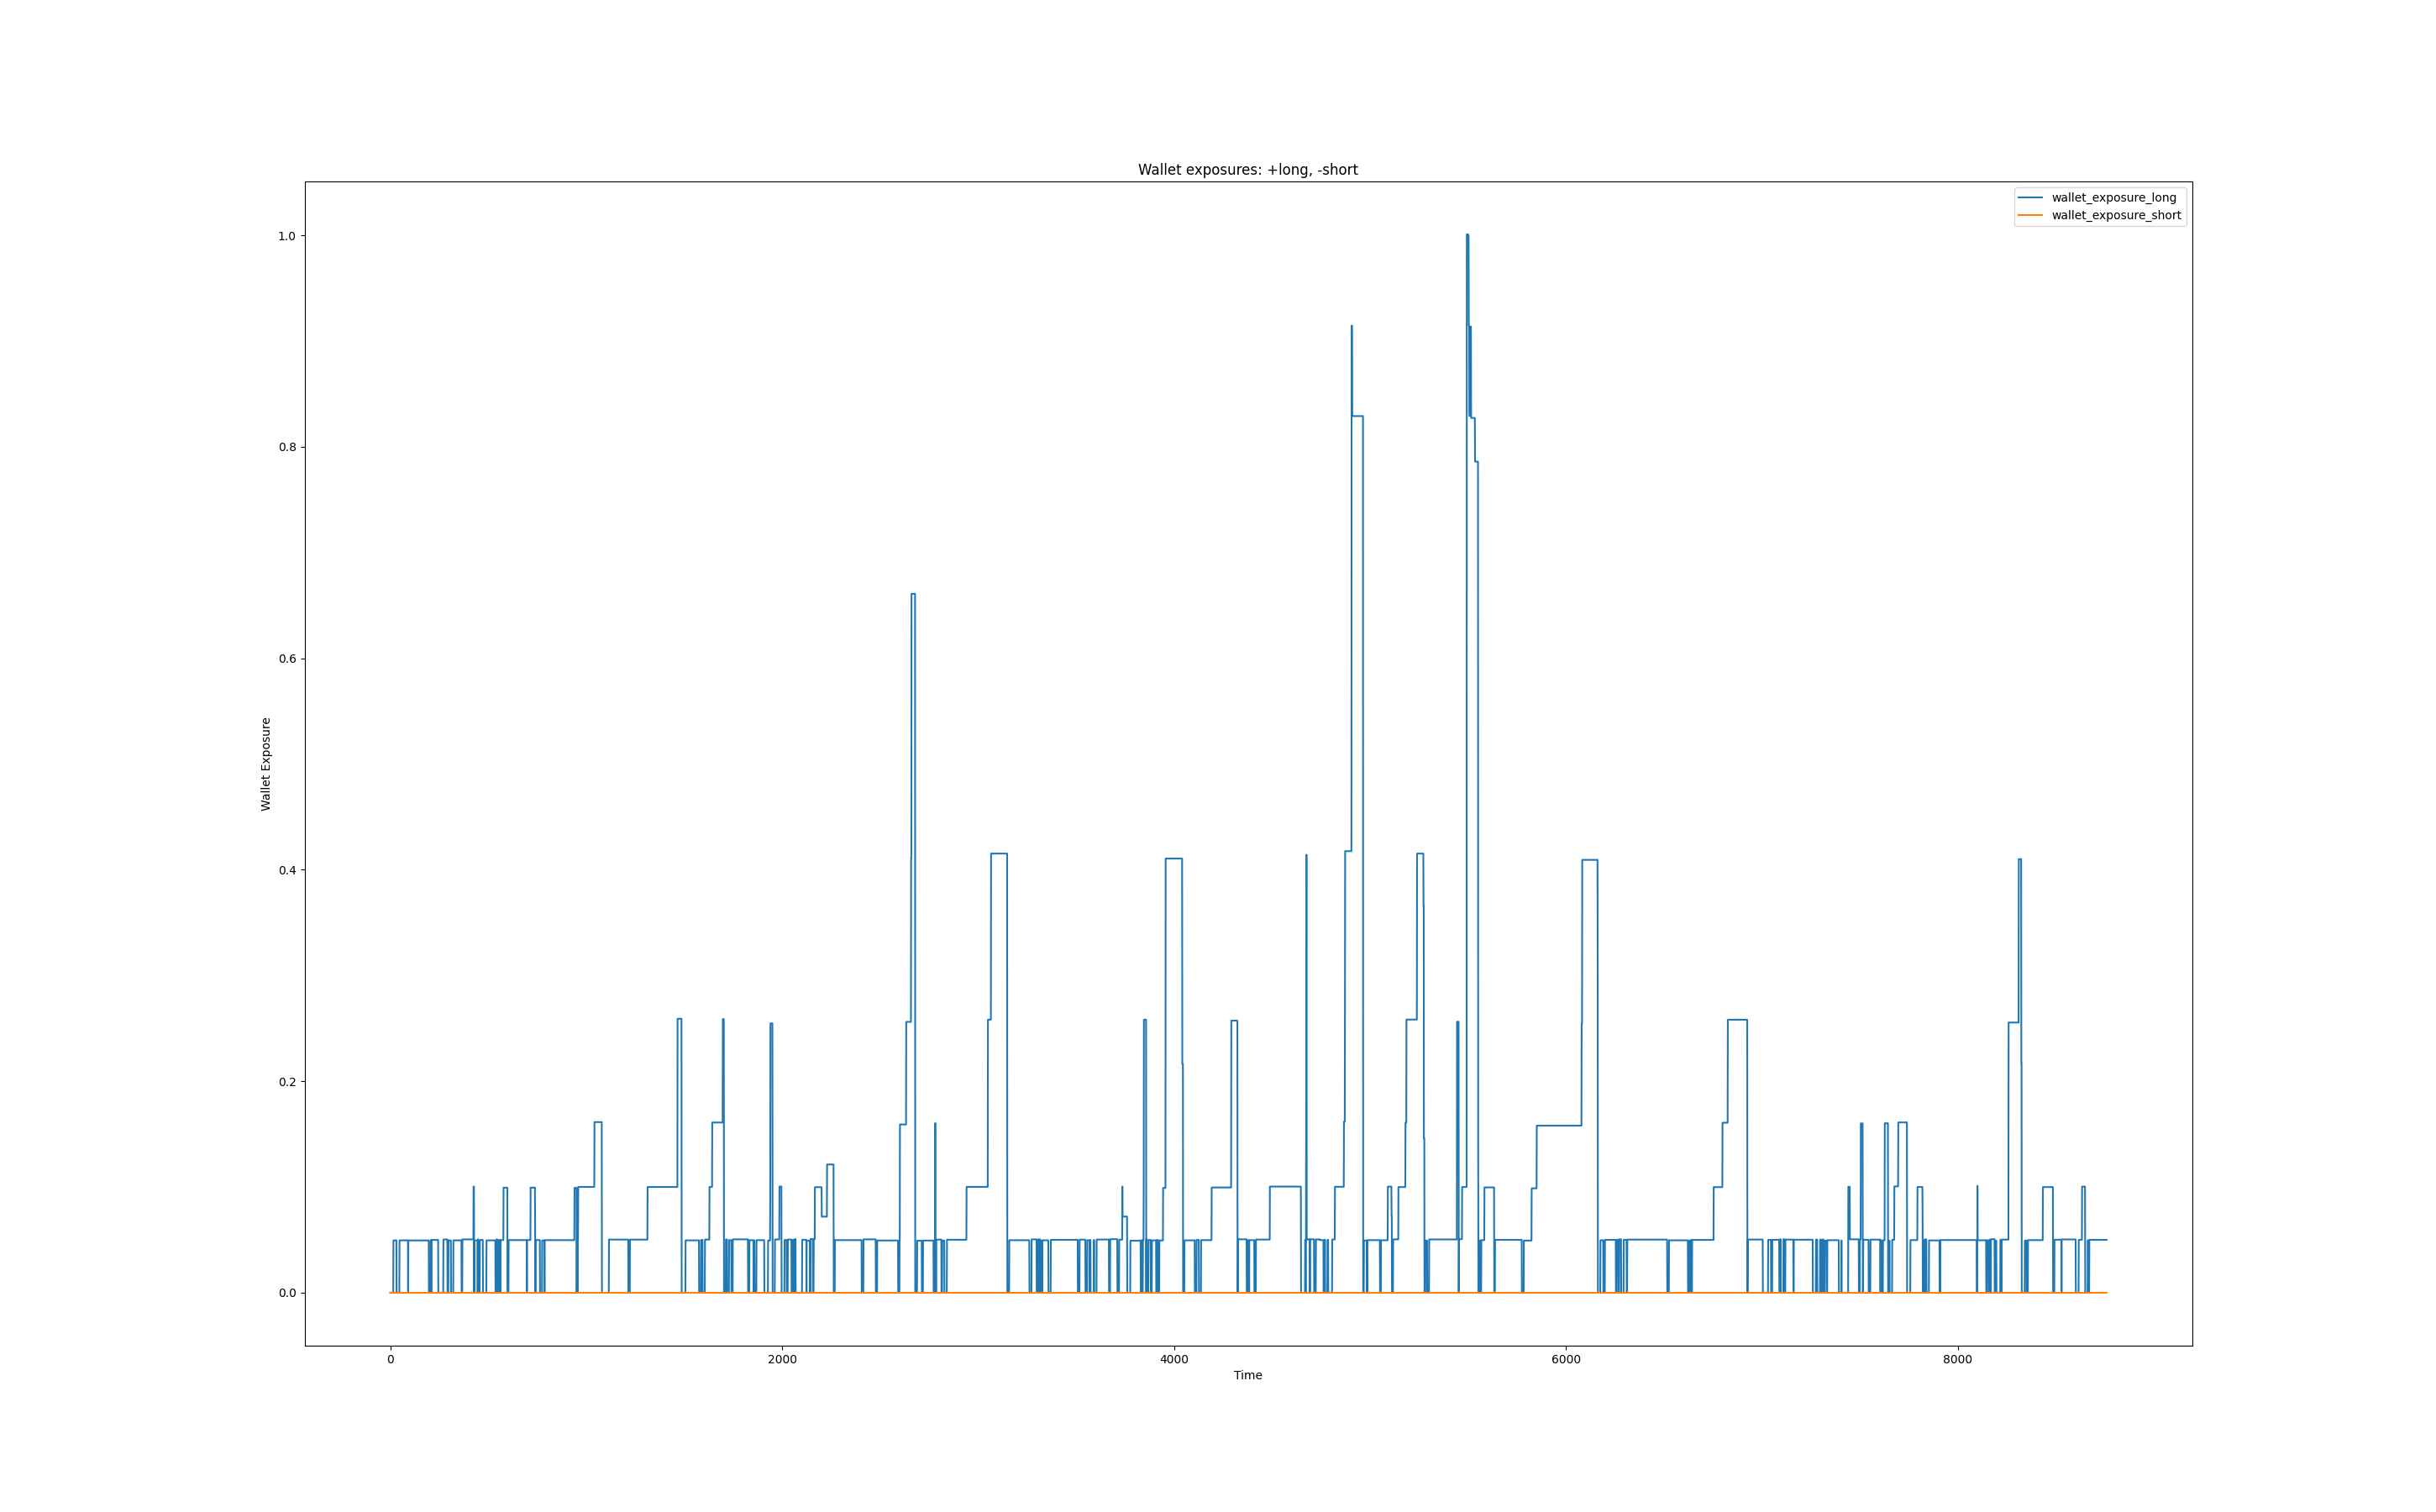 Wallet exposures: +long, -short
wallet_exposure_long
wallet_exposure_short
1.0
0.8
0.6
0.4
0.2
0.0
Wallet Exposure
0 2000 4000 6000 8000
Time